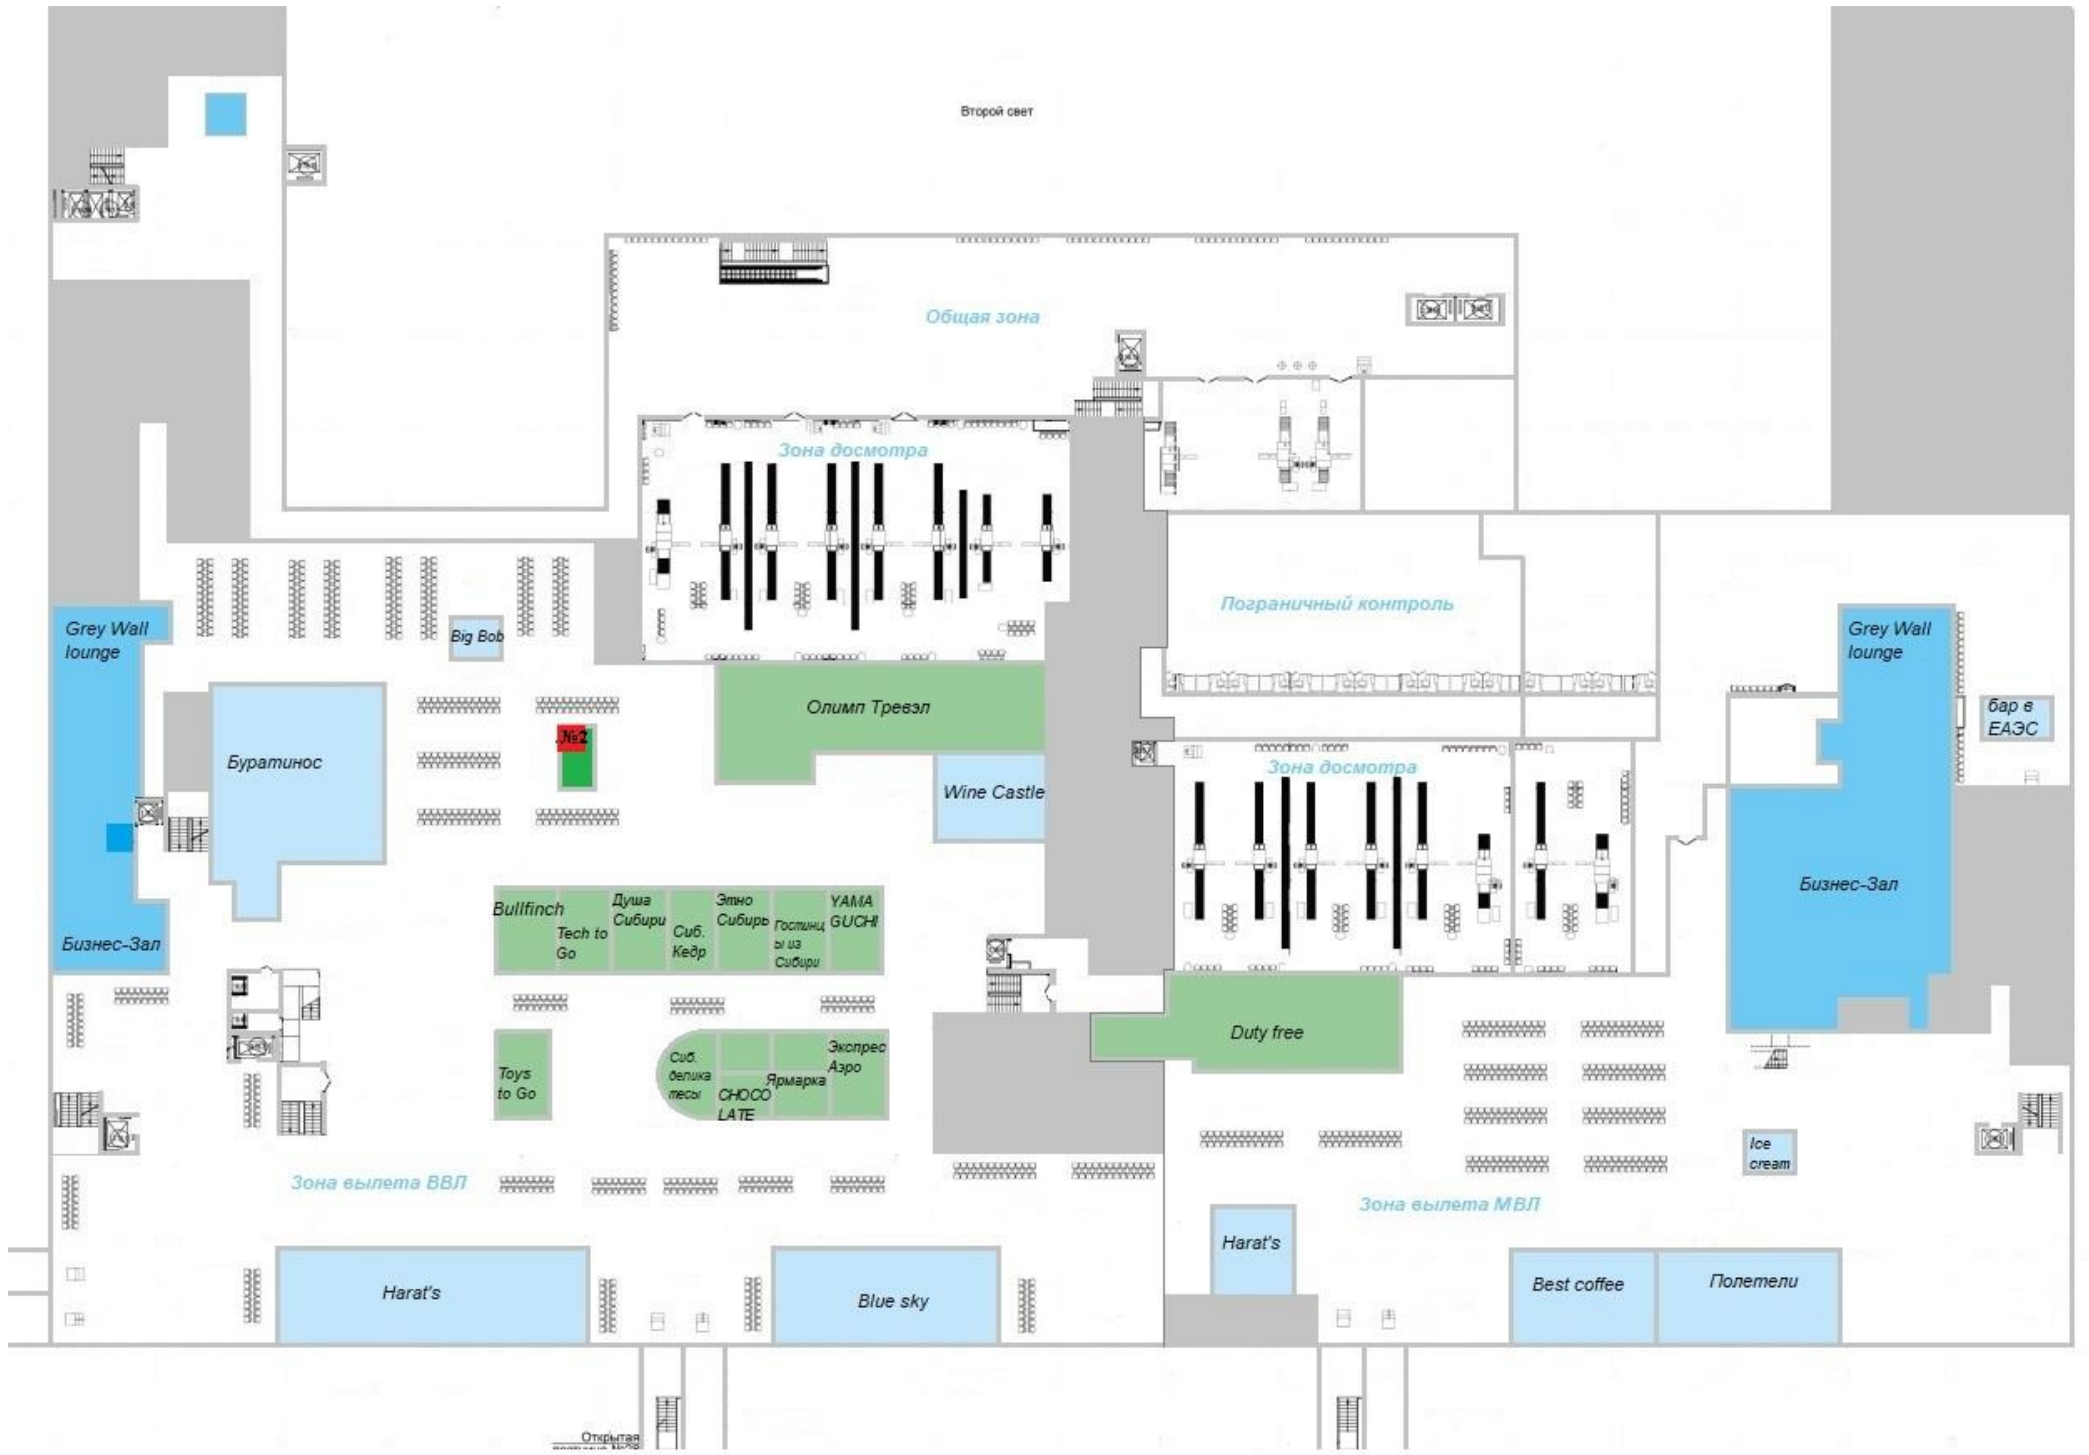 Второй свет
Общая зона
Зона досмотра
Пограничный контроль
Grey Wall
lounge
Big Bob
Grey Wall
lounge
бар в
ЕАЭС
Олимп Тревэл
№2
Буратинос
Wine Castle
Зона досмотра
Бизнес-Зал
Bullfinch
Tech to
Go
Душа
Сибири
Сиб.
Кедр
Этно
Сибирь
Гостинц
ы из
Сибири
YAMA
GUCHI
Бизнес-Зал
Duty free
Toys
to Go
Сиб.
делика
тесы
CHOCO
LATE
Ярмарка
Экспрес
Аэро
Ice
cream
Зона вылета ВВЛ
Зона вылета МВЛ
Harat's
Harat's
Blue sky
Best coffee
Полетели
Открытая